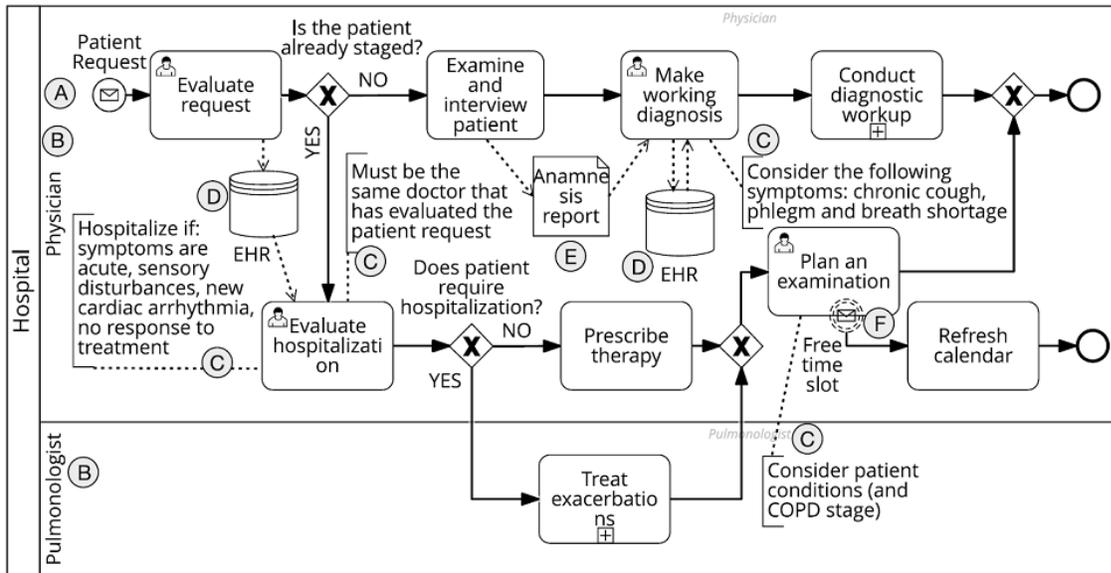 Physician
Patient
Request
A
Evaluate
request
Is the patient
already staged?
NO
YES
Examine
and
interview
patient
Make
working
diagnosis
Conduct
diagnostic
workup
B
Physician
Hospital
D
EHR
Must be the
same doctor that
has evaluated the
patient request
C
Anamne
sis
report
E
D
EHR
C
Consider the following
symptoms: chronic cough,
phlegm and breath shortage
Hospitalize if:
symptoms are
acute, sensory
disturbances, new
cardiac arrhythmia,
no response to
treatment
C
Evaluate
hospitalizati
on
Does patient
require
hospitalization?
NO
YES
Prescribe
therapy
Plan an
examination
F
Free
time
slot
Refresh
calendar
Pulmonologist
Pulmonologist
B
Treat
exacerbatio
ns
C
Consider patient
conditions (and
COPD stage)